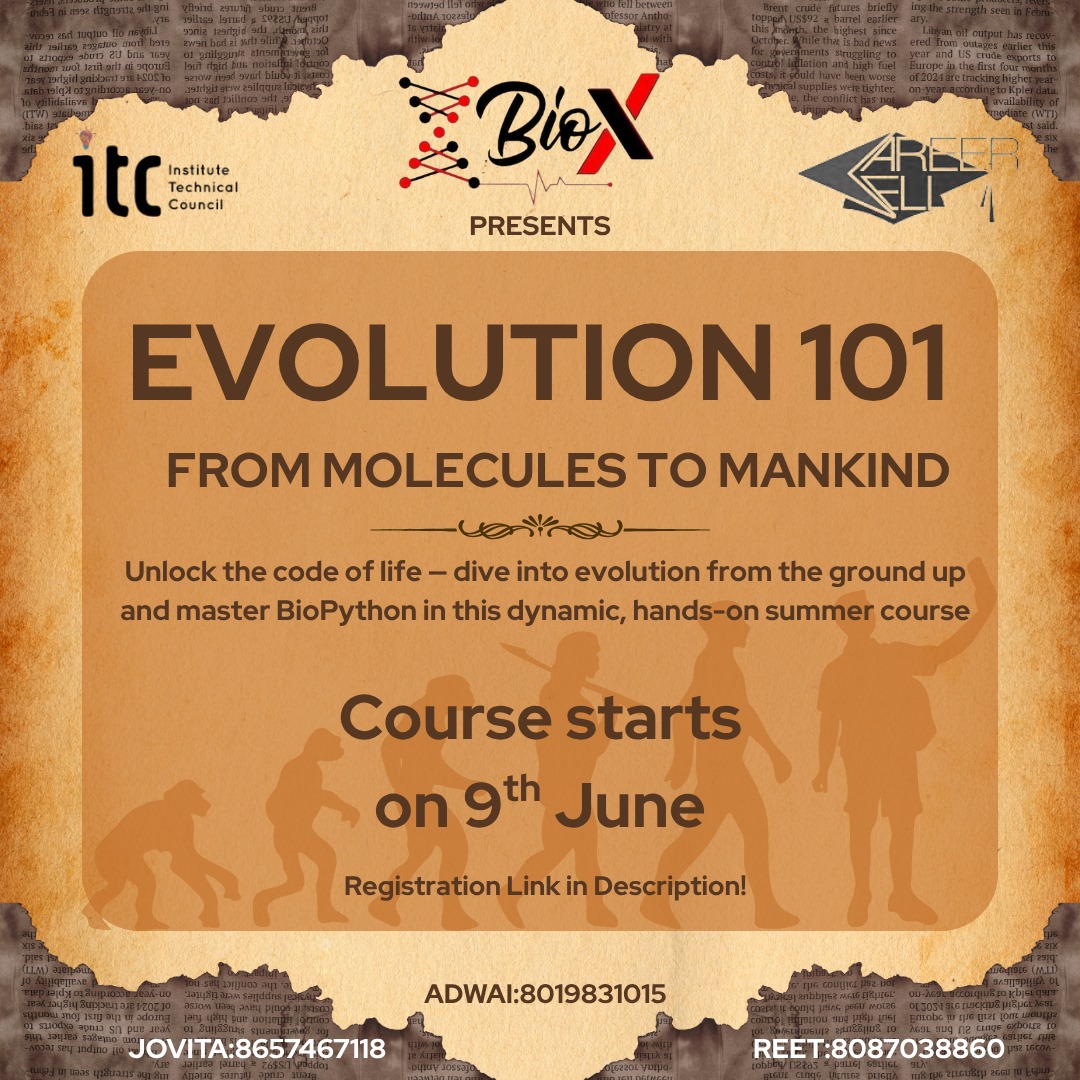 BioX
itc Institute
Technical
Council
CAREER
CELL
PRESENTS
EVOLUTION 101
FROM MOLECULES TO MANKIND
Unlock the code of life — dive into evolution from the ground up
and master BioPython in this dynamic, hands-on summer course
Course starts
on 9th June
Registration Link in Description!
ADWAI:8019831015
JOVITA:8657467118
REET:8087038860